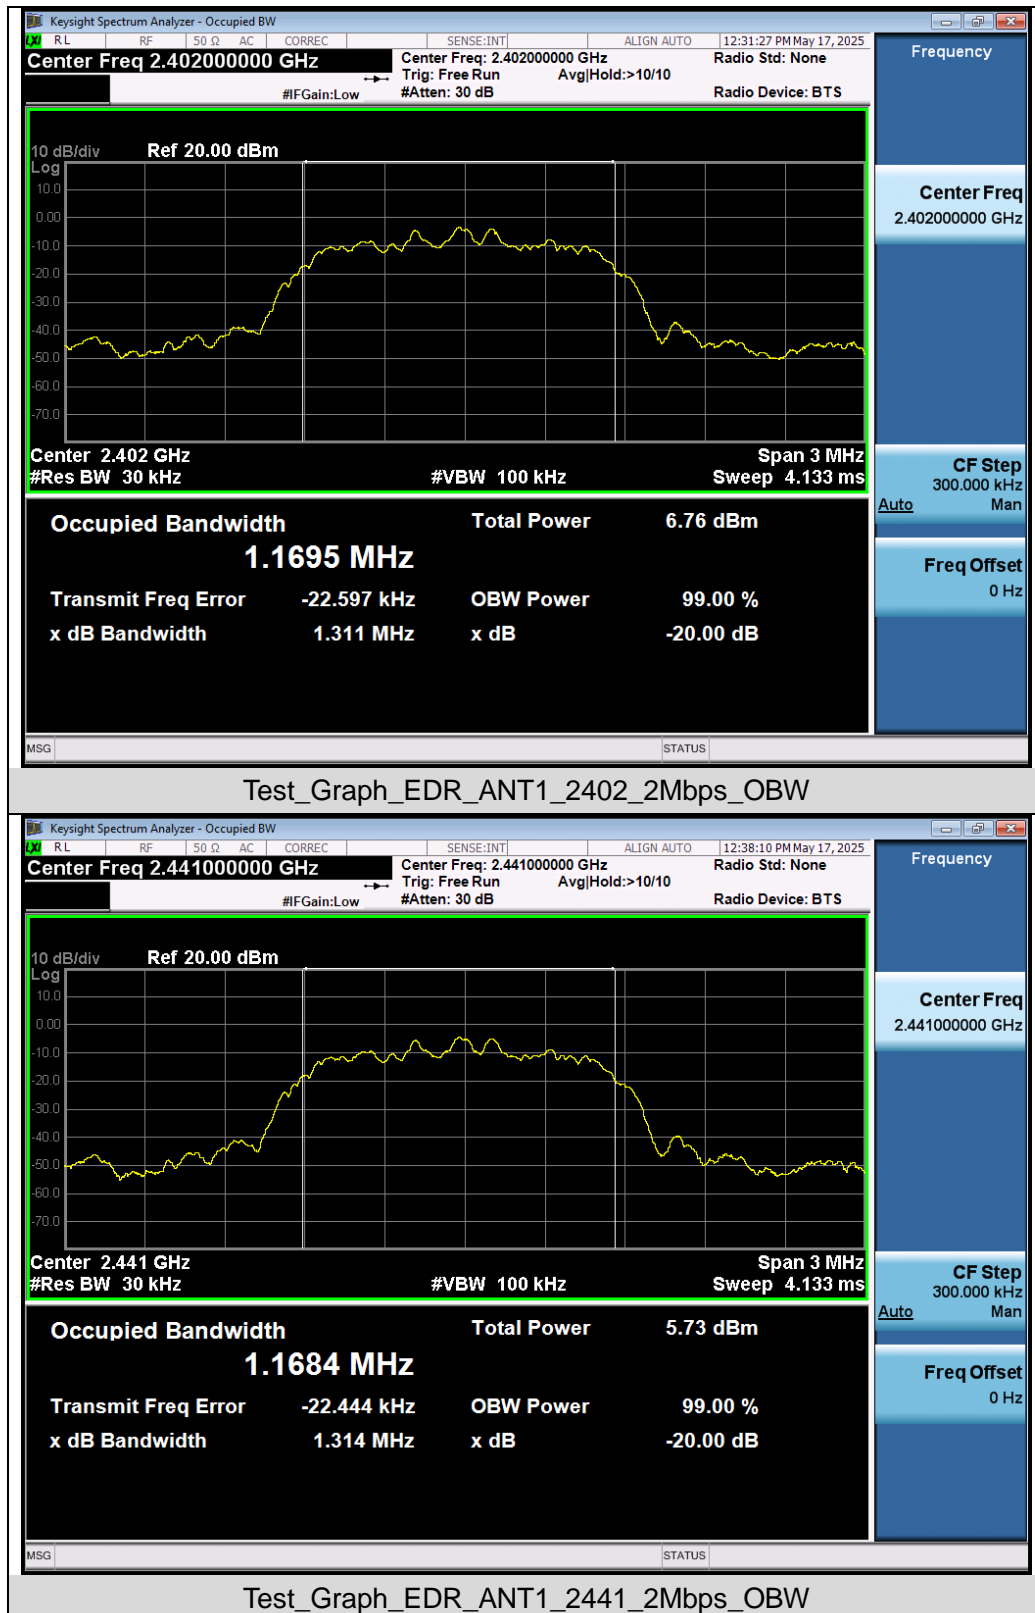 Keysight Spectrum Analyzer - Occupied BW
LXI RL RF 50 Ω AC CORREC SENSE:INT ALIGN AUTO 12:31:27 PM May 17, 2025
Center Freq 2.402000000 GHz Center Freq: 2.402000000 GHz Radio Std: None
Trig: Free Run Avg|Hold:>10/10
#IFGain:Low #Atten: 30 dB Radio Device: BTS
Frequency
10 dB/div Ref 20.00 dBm
Log
10.0
0.00
-10.0
-20.0
-30.0
-40.0
-50.0
-60.0
-70.0
Center 2.402 GHz Span 3 MHz
#Res BW 30 kHz #VBW 100 kHz Sweep 4.133 ms
Center Freq
2.402000000 GHz
CF Step
300.000 kHz
Auto Man
Freq Offset
0 Hz
Occupied Bandwidth Total Power 6.76 dBm
1.1695 MHz
Transmit Freq Error -22.597 kHz OBW Power 99.00 %
x dB Bandwidth 1.311 MHz x dB -20.00 dB
MSG STATUS
Test_Graph_EDR_ANT1_2402_2Mbps_OBW
Keysight Spectrum Analyzer - Occupied BW
LXI RL RF 50 Ω AC CORREC SENSE:INT ALIGN AUTO 12:38:10 PM May 17, 2025
Center Freq 2.441000000 GHz Center Freq: 2.441000000 GHz Radio Std: None
Trig: Free Run Avg|Hold:>10/10
#IFGain:Low #Atten: 30 dB Radio Device: BTS
Frequency
10 dB/div Ref 20.00 dBm
Log
10.0
0.00
-10.0
-20.0
-30.0
-40.0
-50.0
-60.0
-70.0
Center 2.441 GHz Span 3 MHz
#Res BW 30 kHz #VBW 100 kHz Sweep 4.133 ms
Center Freq
2.441000000 GHz
CF Step
300.000 kHz
Auto Man
Freq Offset
0 Hz
Occupied Bandwidth Total Power 5.73 dBm
1.1684 MHz
Transmit Freq Error -22.444 kHz OBW Power 99.00 %
x dB Bandwidth 1.314 MHz x dB -20.00 dB
MSG STATUS
Test_Graph_EDR_ANT1_2441_2Mbps_OBW